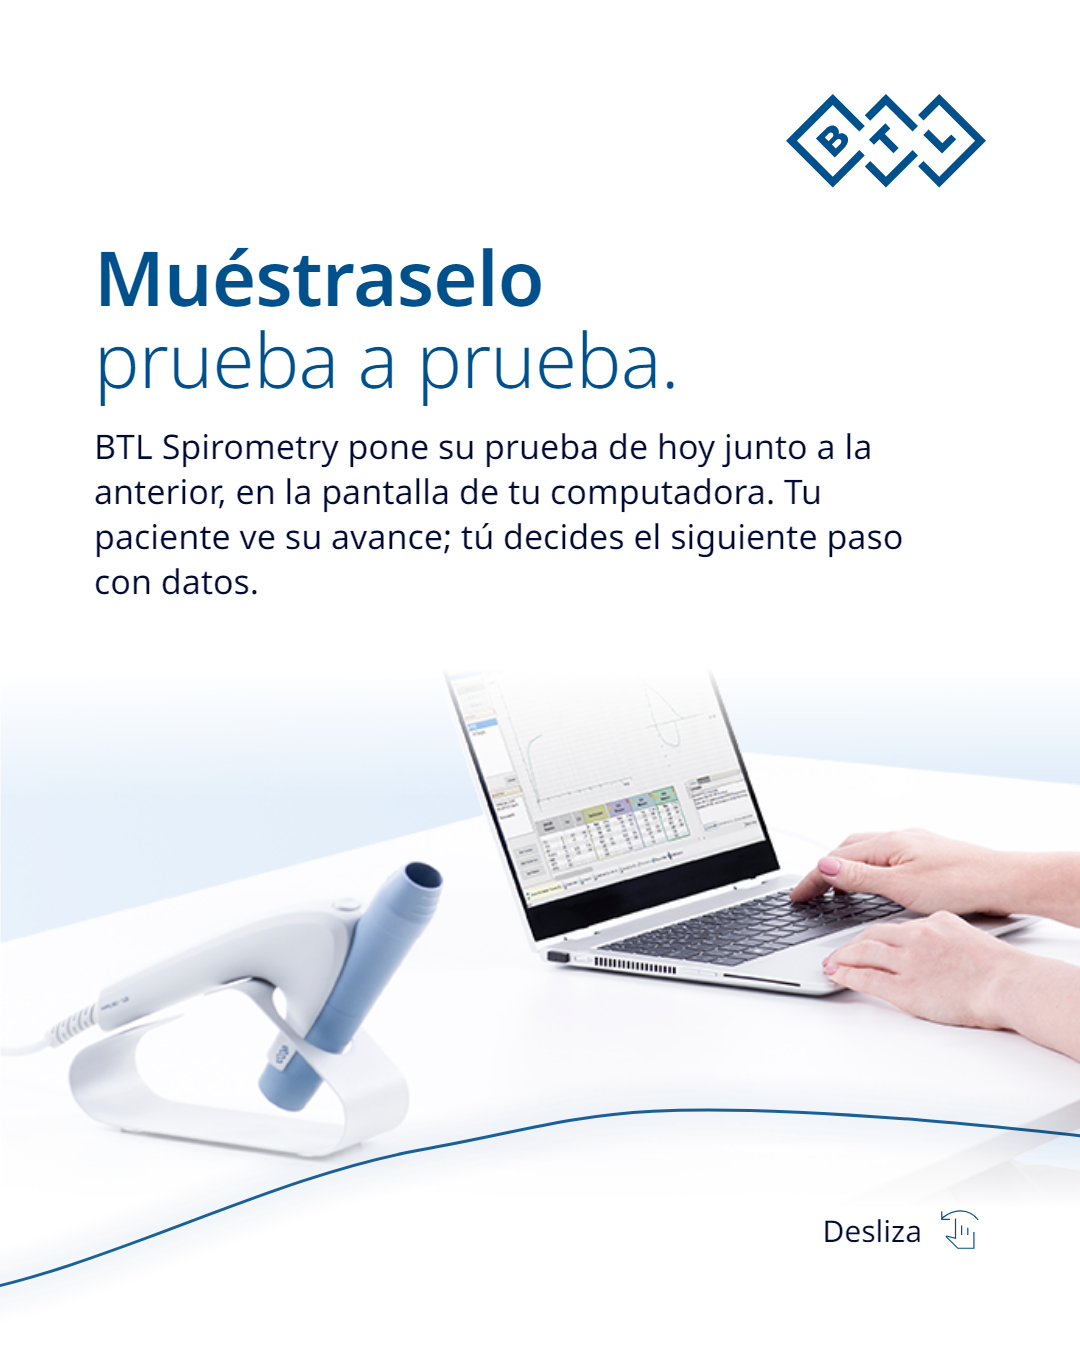 BTL
Muéstraselo
prueba a prueba.
BTL Spirometry pone su prueba de hoy junto a la
anterior, en la pantalla de tu computadora. Tu
paciente ve su avance; tú decides el siguiente paso
con datos.
Desliza